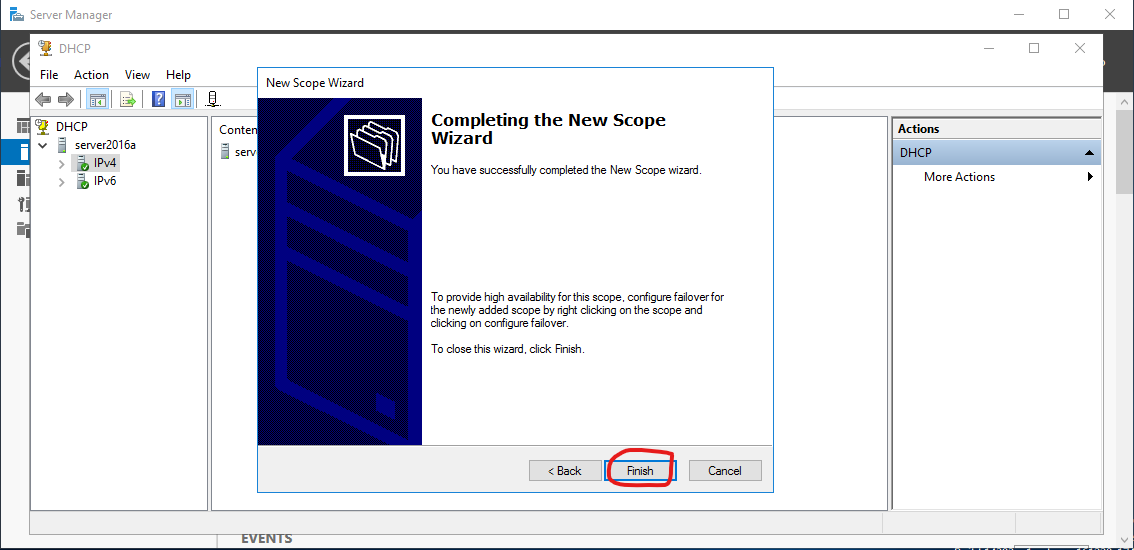 Server Manager
DHCP
File Action View Help
New Scope Wizard
DHCP
server2016a
IPv4
IPv6
Conten
serv
Completing the New Scope
Wizard
You have successfully completed the New Scope wizard.
To provide high availability for this scope, configure failover for
the newly added scope by right clicking on the scope and
clicking on configure failover.
To close this wizard, click Finish.
< Back Finish Cancel
Actions
DHCP
More Actions
EVENTS